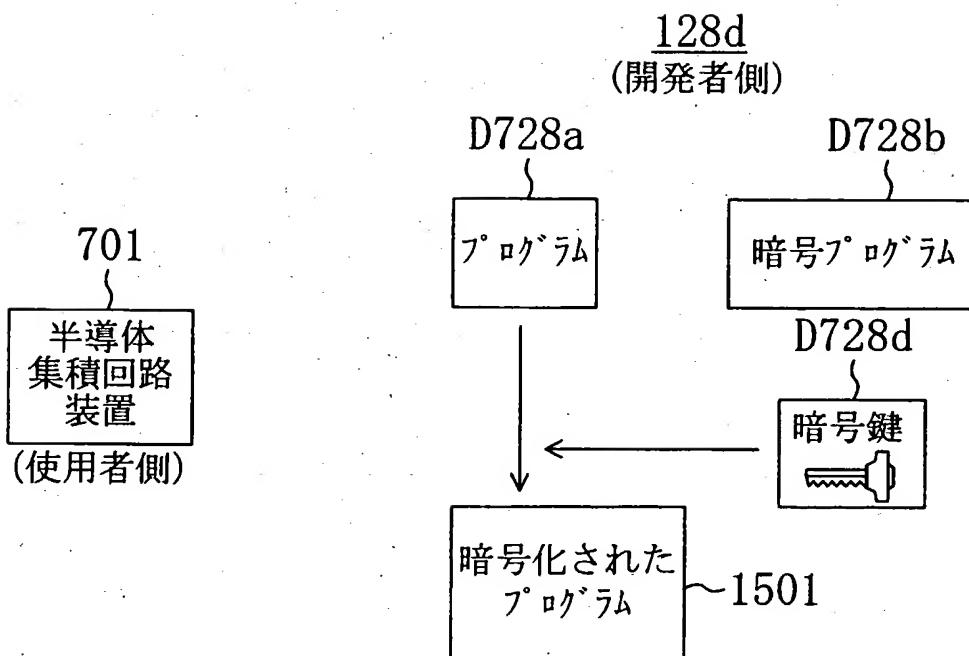 128d
(開発者側)
D728a
D728b
プログラム
暗号プログラム
701
半導体
集積回路
装置
(使用者側)
D728d
暗号鍵
暗号化された
プログラム
1501